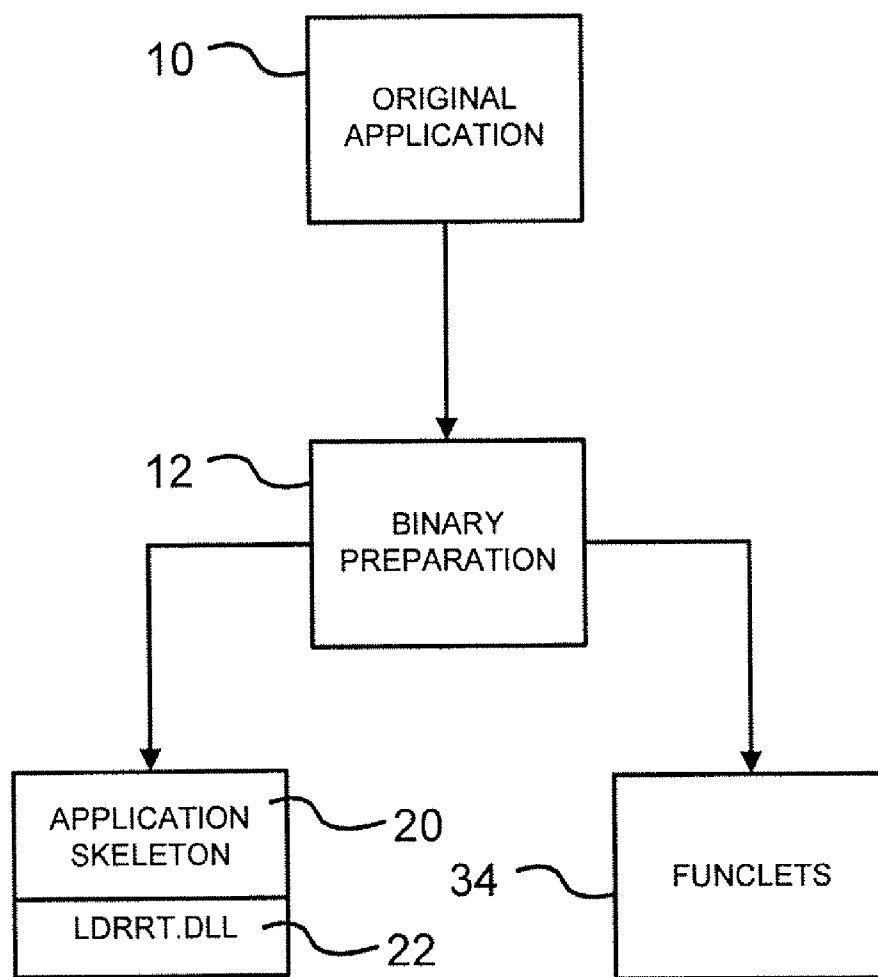 10
ORIGINAL
APPLICATION
12
BINARY
PREPARATION
APPLICATION
SKELETON
20
LDRRT.DLL
22
34
FUNCLETS